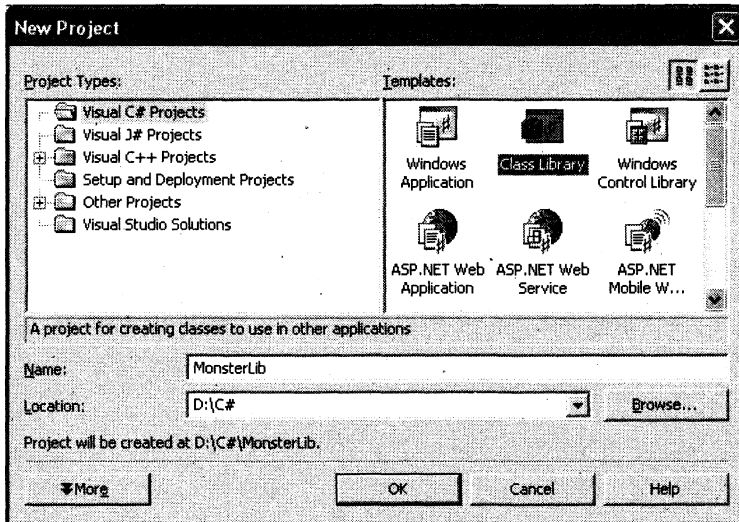 New Project
Project Types:
Templates:
Visual C# Projects
Visual J# Projects
Visual C++ Projects
Setup and Deployment Projects
Other Projects
Visual Studio Solutions
Windows
Application
Class Library
Windows
Control Library
ASP.NET Web
Application
ASP.NET Web
Service
ASP.NET
Mobile W...
A project for creating classes to use in other applications
Name:
MonsterLib
Location:
D:\C#
Browse...
Project will be created at D:\C#\MonsterLib.
More
OK
Cancel
Help